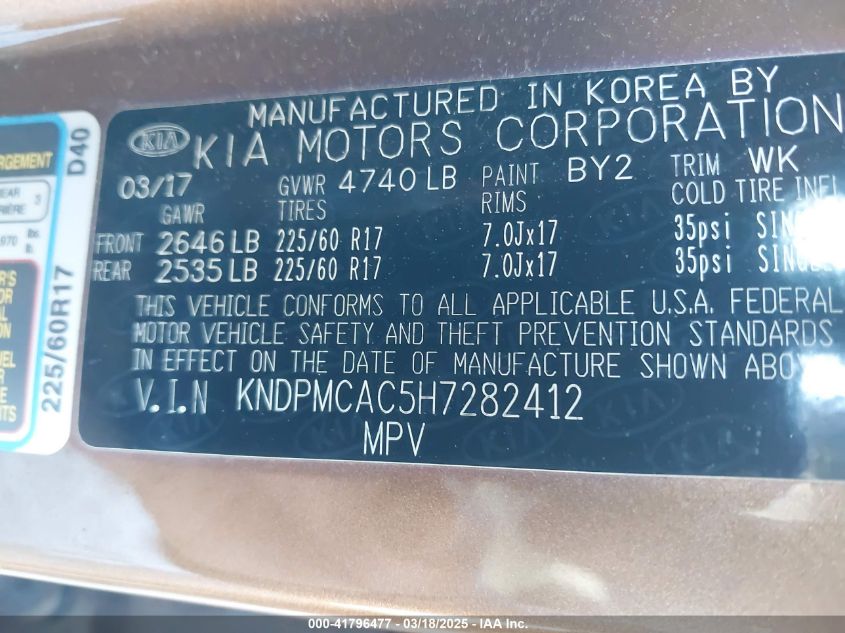 MANUFACTURED IN KOREA BY
KIA KIA MOTORS CORPORATION
03/17 GVWR 4740 LB PAINT BY2 TRIM WK
GAWR TIRES RIMS COLD TIRE INFL
FRONT 2646 LB 225/60 R17 7.0Jx17 35psi
REAR 2535 LB 225/60 R17 7.0Jx17 35psi
THIS VEHICLE CONFORMS TO ALL APPLICABLE U.S.A. FEDERAL
MOTOR VEHICLE SAFETY AND THEFT PREVENTION STANDARDS
IN EFFECT ON THE DATE OF MANUFACTURE SHOWN
V.I.N KNDPMCAC5H7282412
MPV
D40
225/60R17
000-41796477 — 03/18/2025 — IAA Inc.